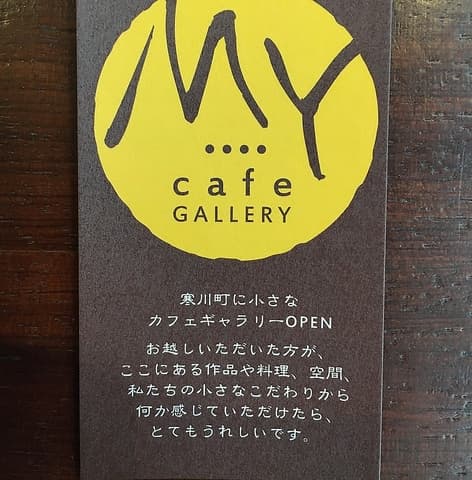 MY
cafe
GALLERY
寒川町に小さな
カフェギャラリーOPEN
お越しいただいた方が、
ここにある作品や料理、空間、
私たちの小さなこだわりから
何か感じていただけたら、
とてもうれしいです。